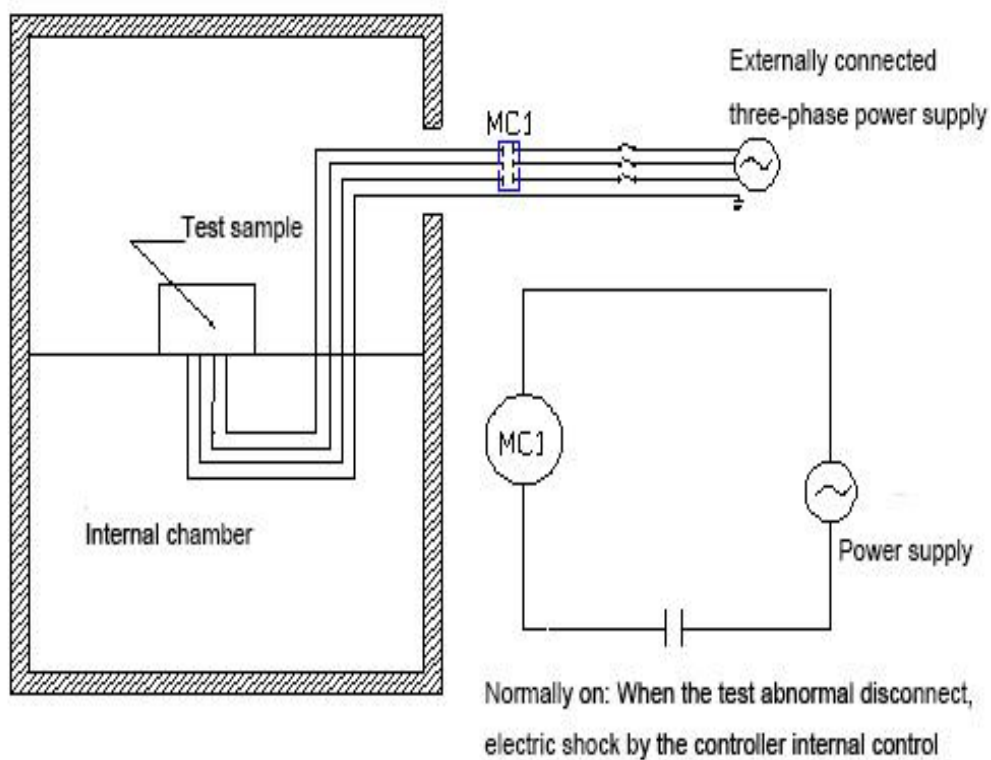 Externally connected
three-phase power supply
MC1
Test sample
MC1
Internal chamber
Power supply
Normally on: When the test abnormal disconnect,
electric shock by the controller internal control